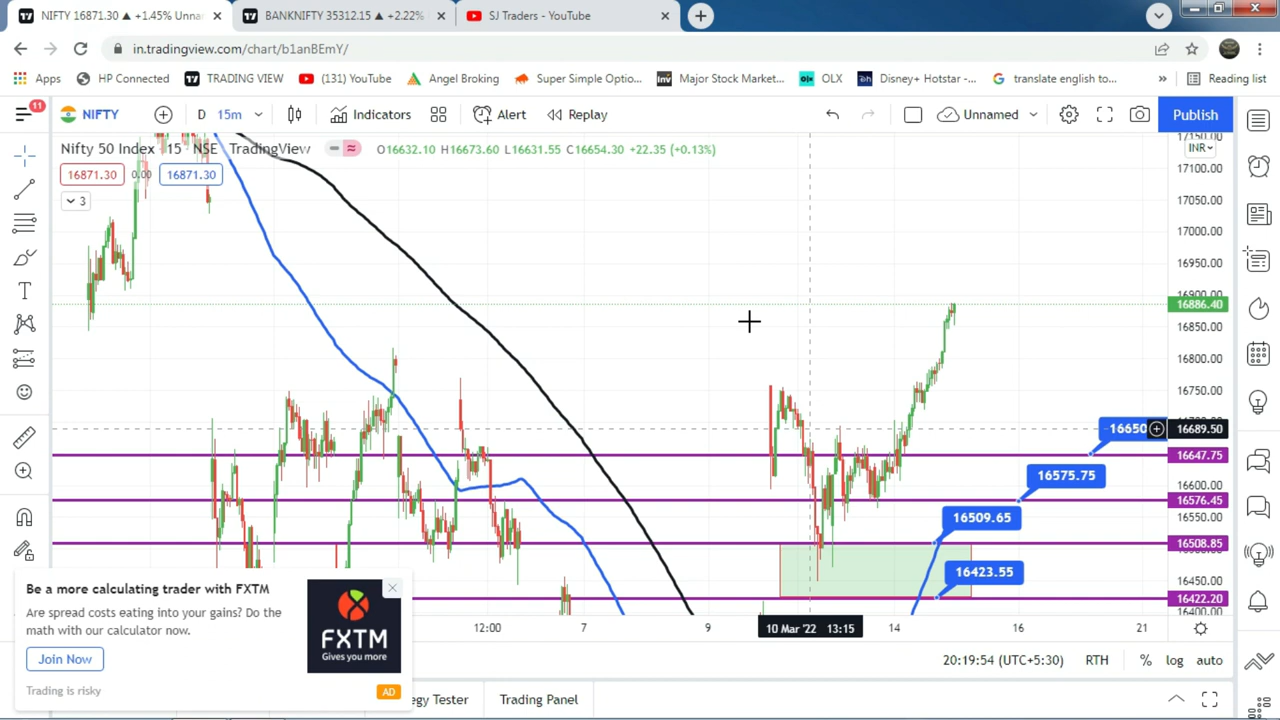 NIFTY 16871.30 ▲ +1.45% Unnar
BANKNIFTY 35312.15 ▲ +2.22%
SJ Traders - YouTube
in.tradingview.com/chart/b1anBEmY/
Apps
HP Connected
TRADING VIEW
(131) YouTube
Angel Broking
Super Simple Optio...
Major Stock Market...
OLX
Disney+ Hotstar -...
translate english to...
»
Reading list
11
NIFTY
D
15m
Indicators
Alert
Replay
Unnamed
Publish
Nifty 50 Index · 15 · NSE TradingView
O16632.10 H16673.60 L16631.55 C16654.30 +22.35 (+0.13%)
INR
16871.30
0.00
16871.30
3
17150.00
17100.00
17050.00
17000.00
16950.00
16900.00
16886.40
16850.00
16800.00
16750.00
16650
16689.50
16647.75
16575.75
16600.00
16576.45
16509.65
16550.00
16508.85
16423.55
16450.00
16422.20
16400.00
Be a more calculating trader with FXTM
Are spread costs eating into your gains? Do the
math with our calculator now.
Join Now
Trading is risky
AD
FXTM
Gives you more
12:00
7
9
10 Mar '22 13:15
14
16
21
20:19:54 (UTC+5:30)
RTH
%
log
auto
egy Tester
Trading Panel